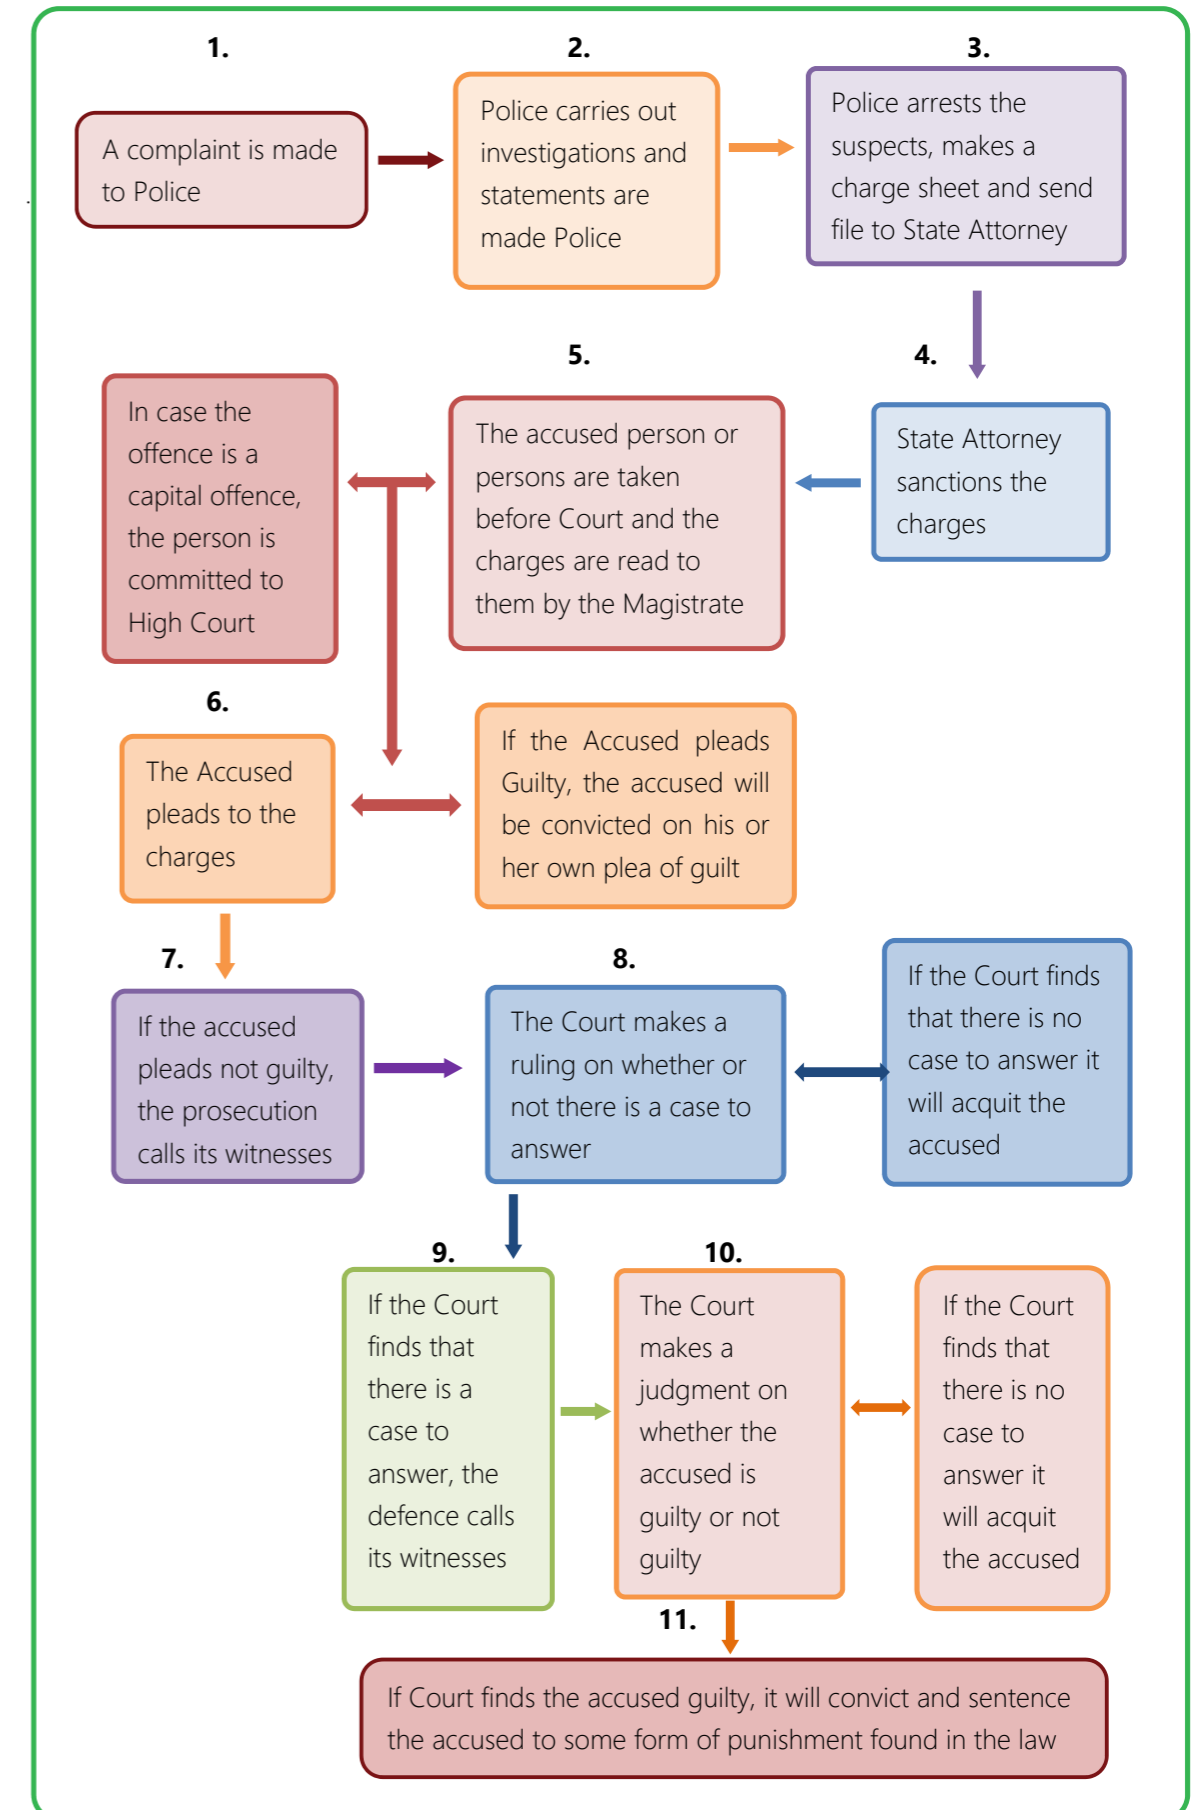 1.
A complaint is made
to Police
2.
Police carries out
investigations and
statements are
made Police
3.
Police arrests the
suspects, makes a
charge sheet and send
file to State Attorney
4.
State Attorney
sanctions the
charges
5.
The accused person or
persons are taken
before Court and the
charges are read to
them by the Magistrate
In case the
offence is a
capital offence,
the person is
committed to
High Court
6.
The Accused
pleads to the
charges
If the Accused pleads
Guilty, the accused will
be convicted on his or
her own plea of guilt
7.
If the accused
pleads not guilty,
the prosecution
calls its witnesses
8.
The Court makes a
ruling on whether or
not there is a case to
answer
If the Court finds
that there is no
case to answer it
will acquit the
accused
9.
If the Court
finds that
there is a
case to
answer, the
defence calls
its witnesses
10.
The Court
makes a
judgment on
whether the
accused is
guilty or not
guilty
If the Court
finds that
there is no
case to
answer it
will acquit
the accused
11.
If Court finds the accused guilty, it will convict and sentence
the accused to some form of punishment found in the law